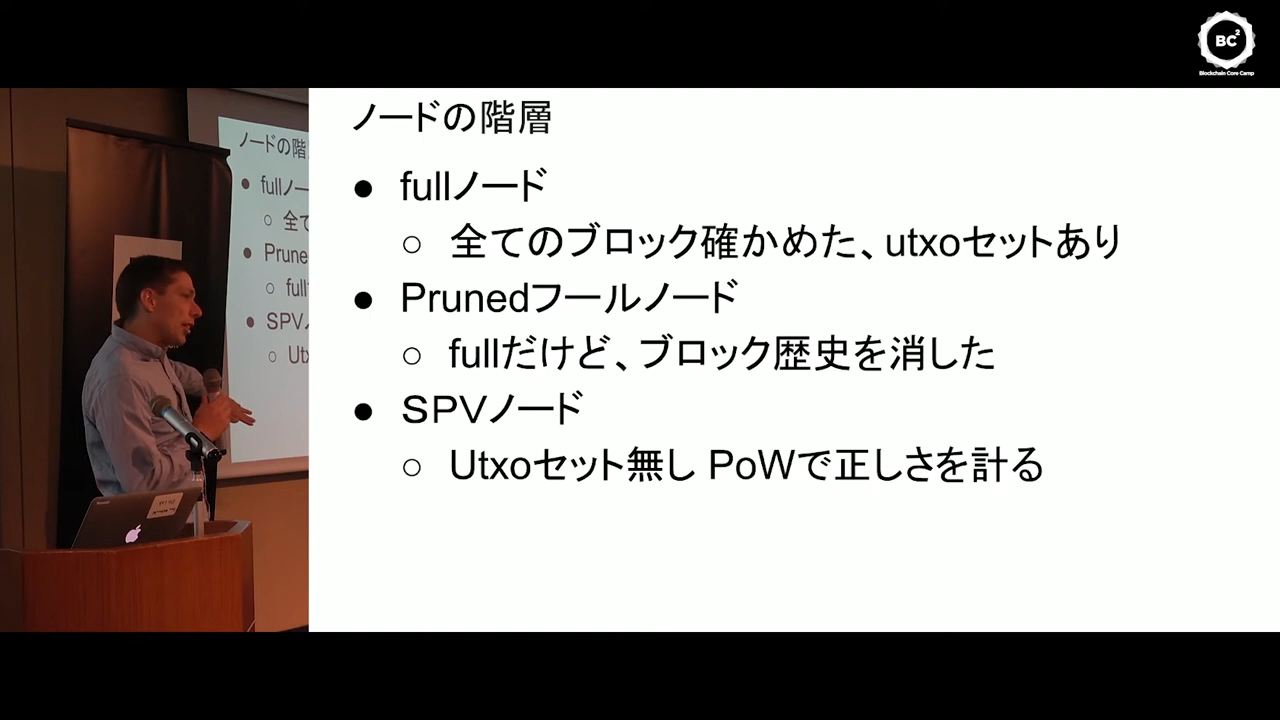 BC2
Blockchain Core Camp
ノードの階層
● fullノード
○ 全てのブロック確かめた、utxoセットあり
● Prunedフールノード
○ fullだけど、ブロック歴史を消した
● SPVノード
○ Utxoセット無し PoWで正しさを計る
ノードの階
● fullノー
○ 全て
● Prune
○ full
● SPV
○ Utx